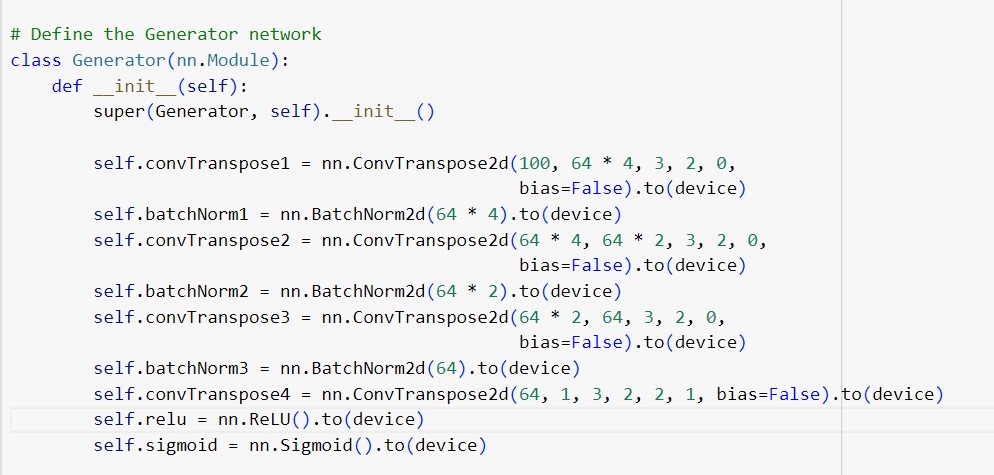 # Define the Generator network
class Generator(nn.Module):
    def __init__(self):
        super(Generator, self).__init__()
        self.convTranspose1 = nn.ConvTranspose2d(100, 64 * 4, 3, 2, 0,
                                                 bias=False).to(device)
        self.batchNorm1 = nn.BatchNorm2d(64 * 4).to(device)
        self.convTranspose2 = nn.ConvTranspose2d(64 * 4, 64 * 2, 3, 2, 0,
                                                 bias=False).to(device)
        self.batchNorm2 = nn.BatchNorm2d(64 * 2).to(device)
        self.convTranspose3 = nn.ConvTranspose2d(64 * 2, 64, 3, 2, 0,
                                                 bias=False).to(device)
        self.batchNorm3 = nn.BatchNorm2d(64).to(device)
        self.convTranspose4 = nn.ConvTranspose2d(64, 1, 3, 2, 2, 1, bias=False).to(device)
        self.relu = nn.ReLU().to(device)
        self.sigmoid = nn.Sigmoid().to(device)